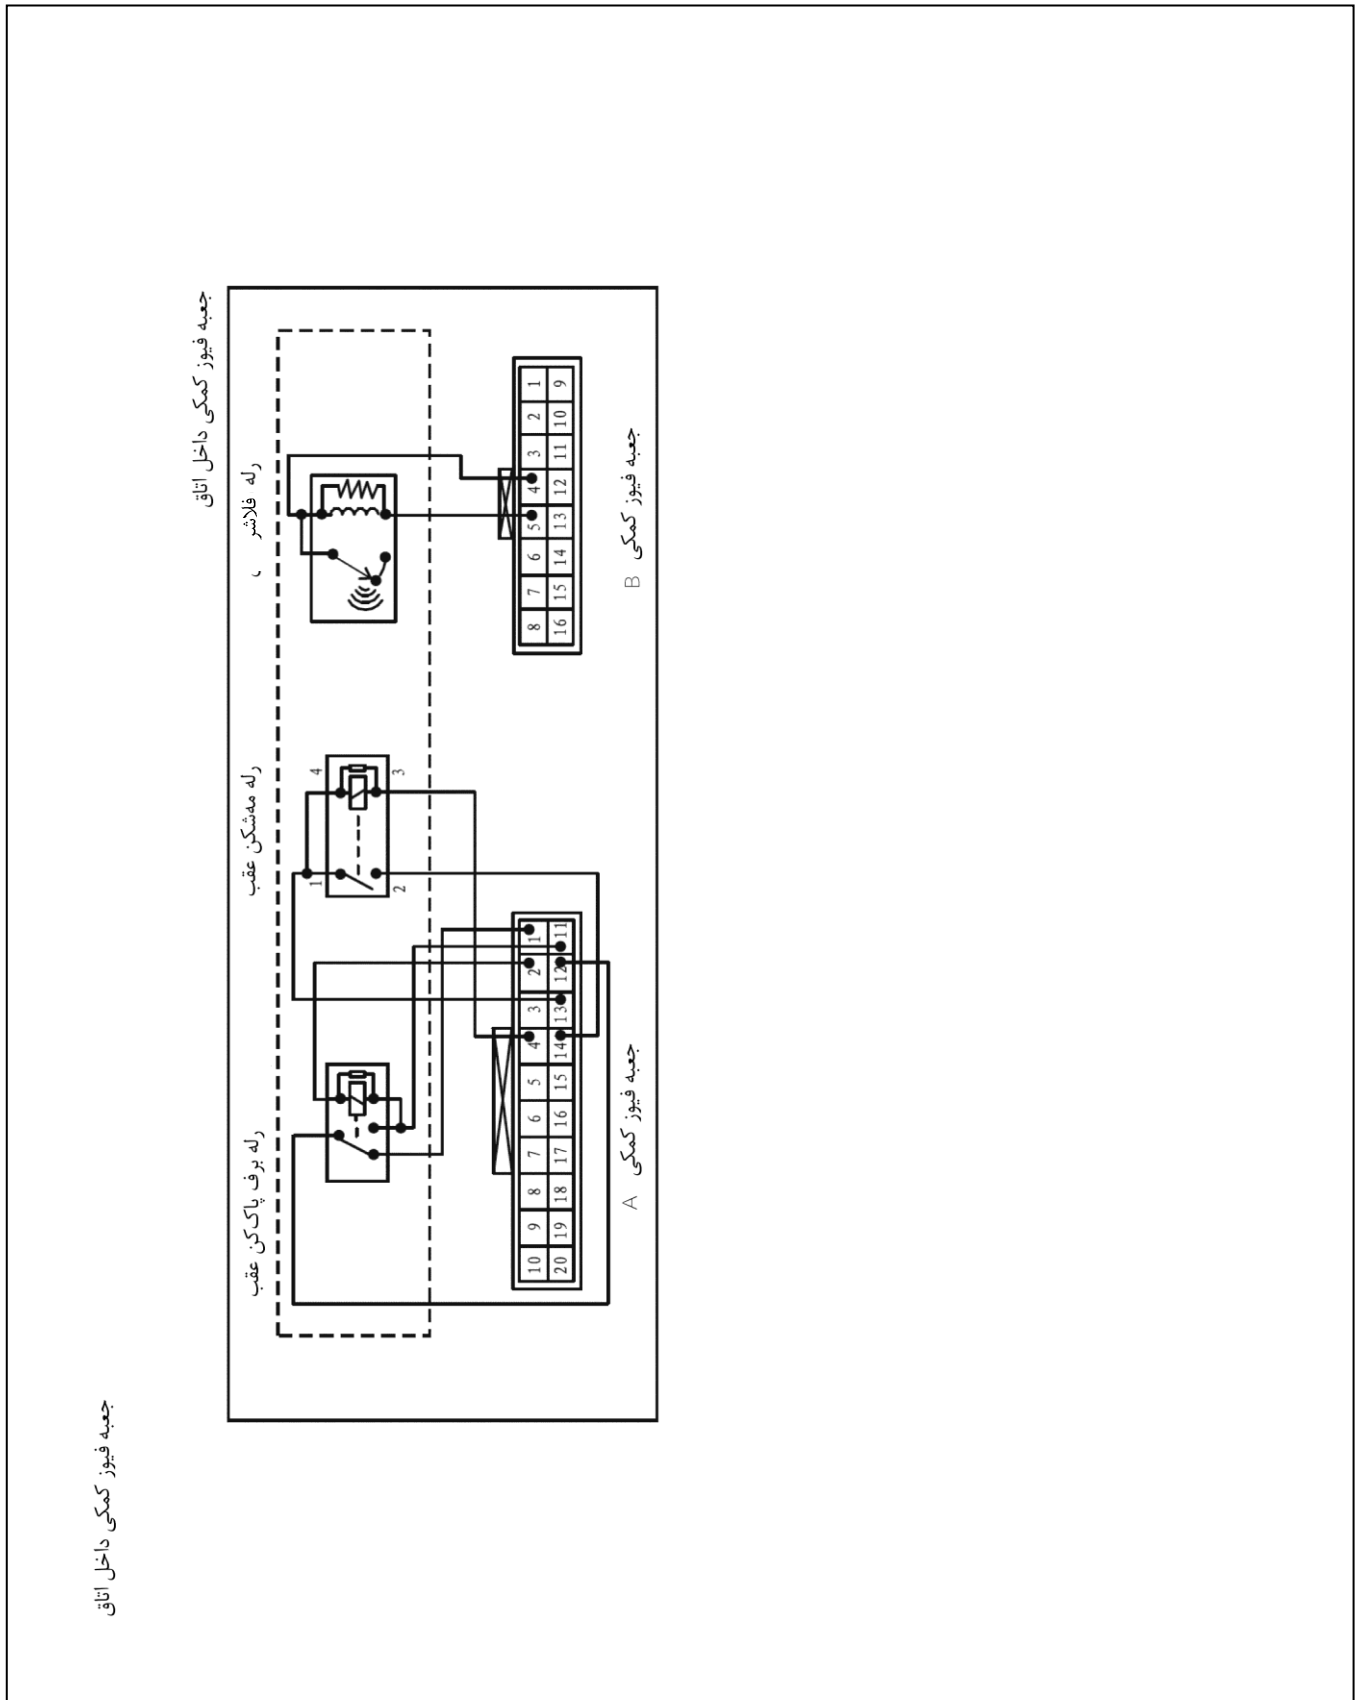 جعبه فیوز کمکی داخل اتاق
جعبه فیوز کمکی داخل اتاق
رله برف پاک‌کن عقب
رله مه‌شکن عقب
رله فلاشر
1
2
3
4
10 9 8 7 6 5 4 3 2 1
20 19 18 17 16 15 14 13 12 11
8 7 6 5 4 3 2 1
16 15 14 13 12 11 10 9
جعبه فیوز کمکی A
جعبه فیوز کمکی B